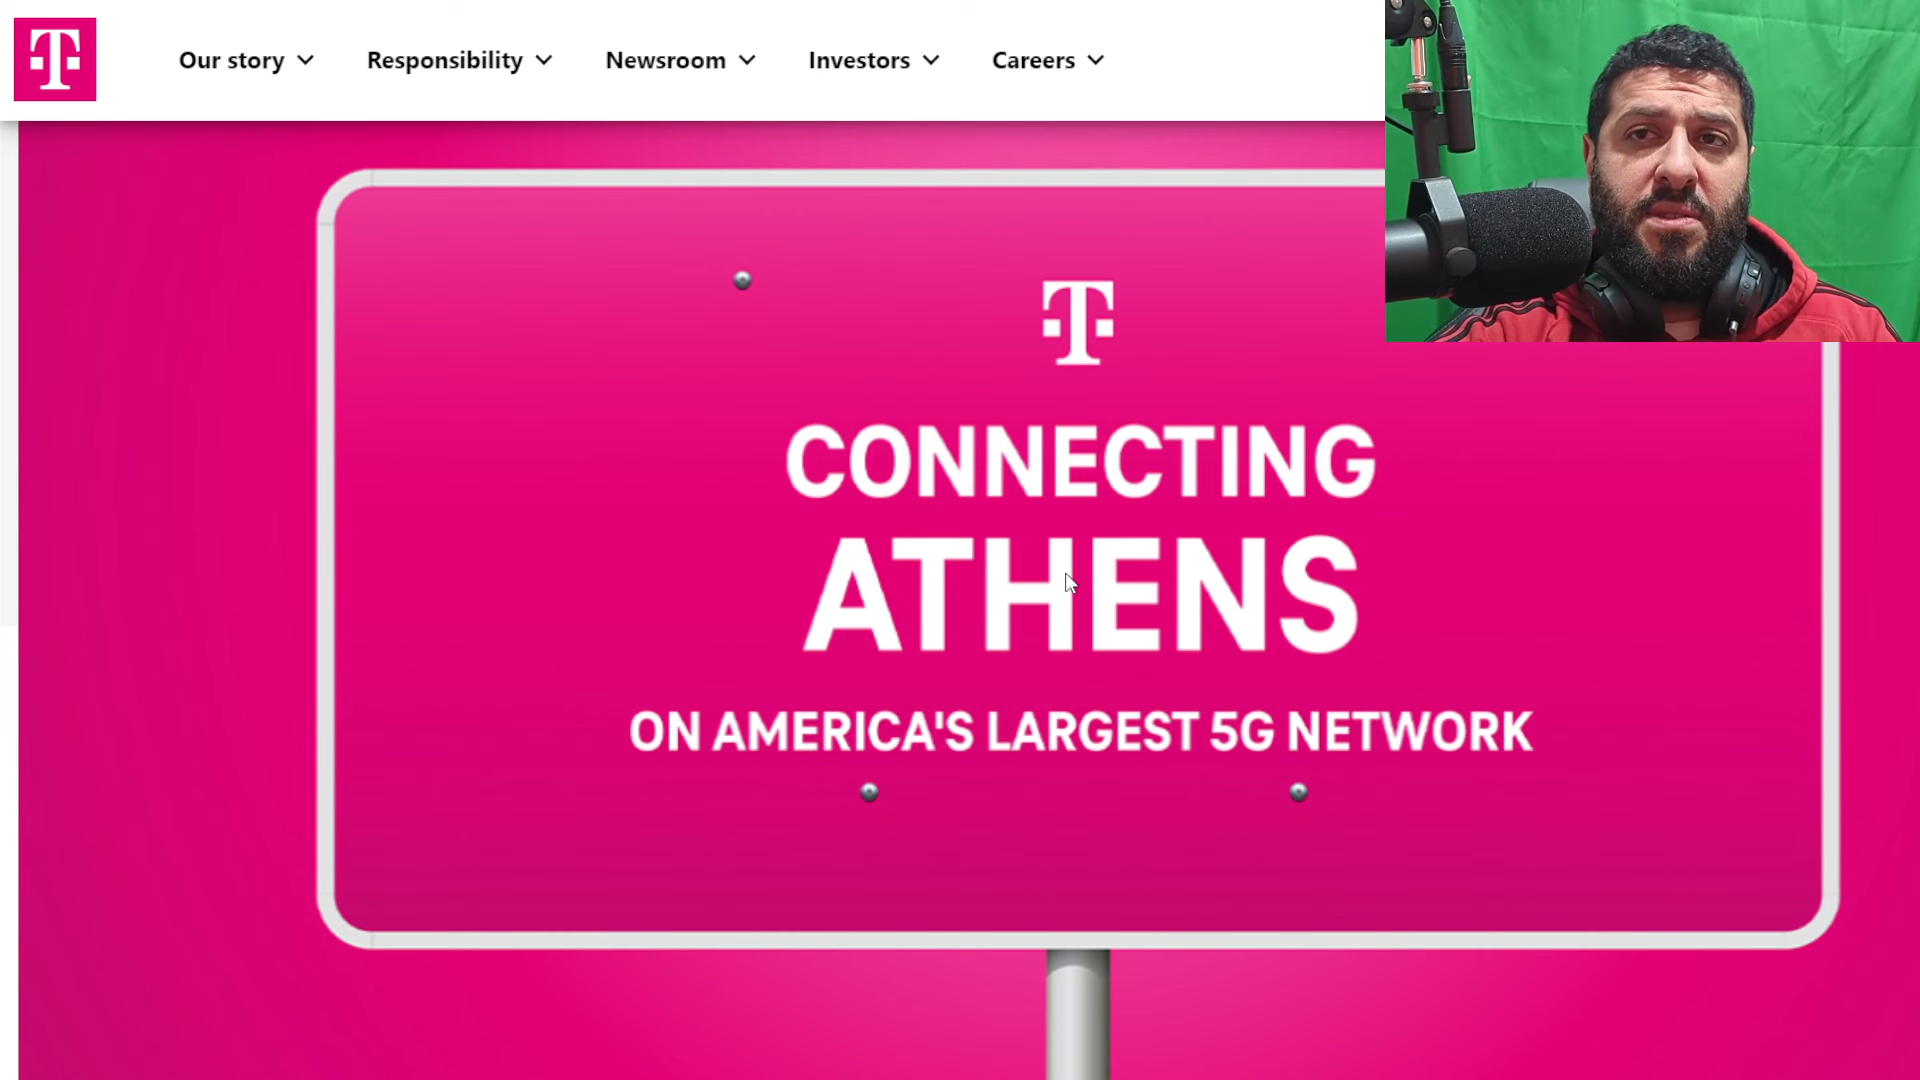 T
Our story
Responsibility
Newsroom
Investors
Careers
T
CONNECTING
ATHENS
ON AMERICA'S LARGEST 5G NETWORK